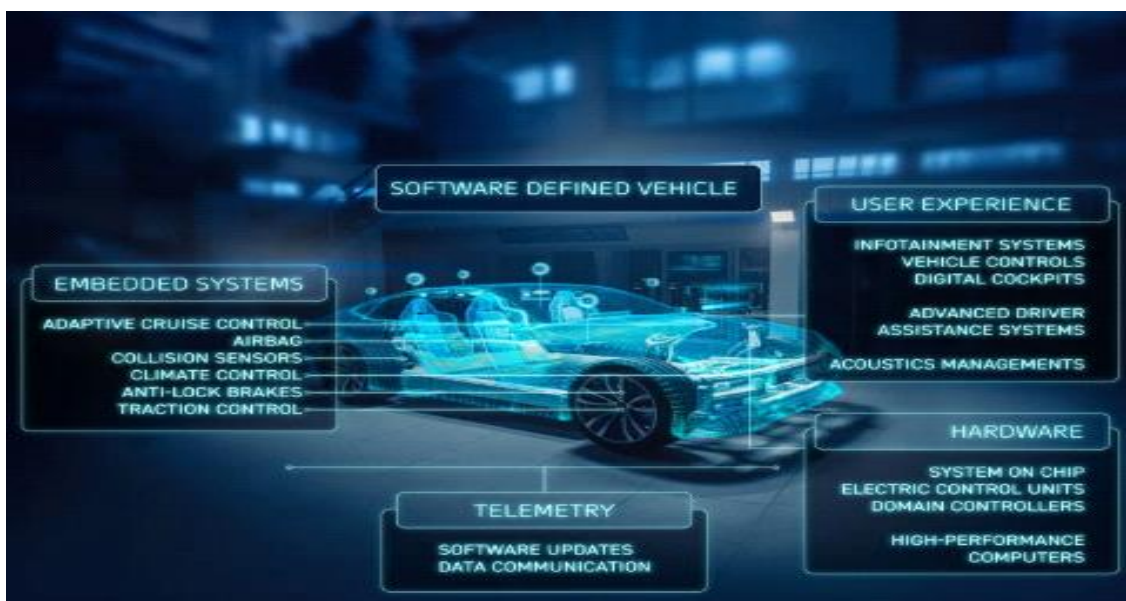 SOFTWARE DEFINED VEHICLE
EMBEDDED SYSTEMS
ADAPTIVE CRUISE CONTROL
AIRBAG
COLLISION SENSORS
CLIMATE CONTROL
ANTI-LOCK BRAKES
TRACTION CONTROL
USER EXPERIENCE
INFOTAINMENT SYSTEMS
VEHICLE CONTROLS
DIGITAL COCKPITS
ADVANCED DRIVER
ASSISTANCE SYSTEMS
ACOUSTICS MANAGEMENTS
HARDWARE
SYSTEM ON CHIP
ELECTRIC CONTROL UNITS
DOMAIN CONTROLLERS
HIGH-PERFORMANCE
COMPUTERS
TELEMETRY
SOFTWARE UPDATES
DATA COMMUNICATION